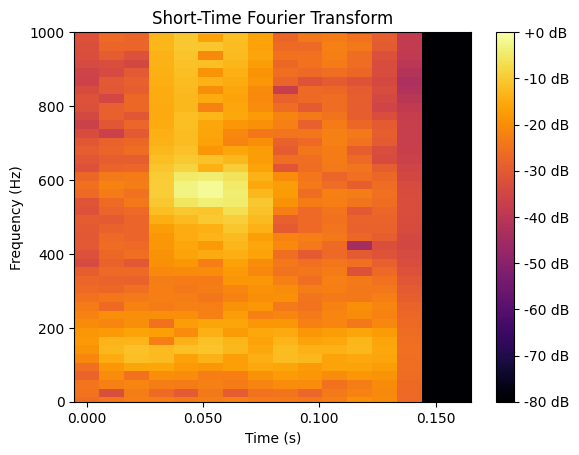 Short-Time Fourier Transform
1000
800
600
400
200
0
Frequency (Hz)
0.000
0.050
0.100
0.150
Time (s)
+0 dB
-10 dB
-20 dB
-30 dB
-40 dB
-50 dB
-60 dB
-70 dB
-80 dB